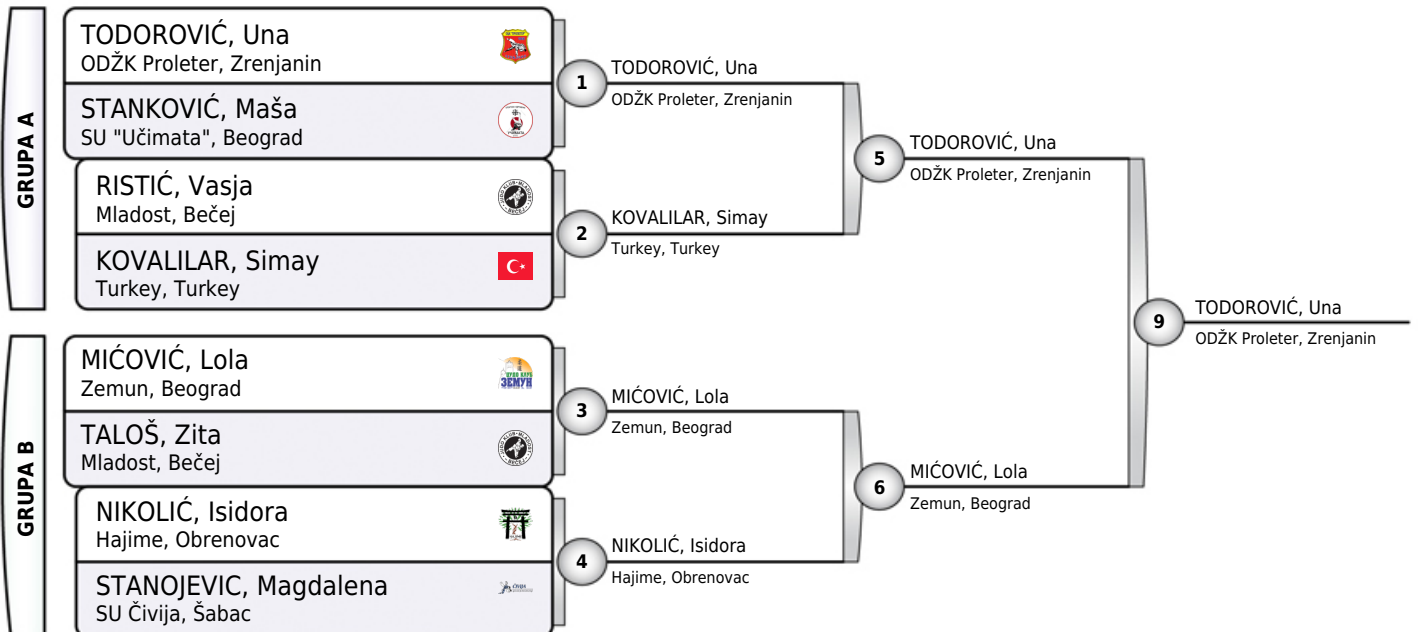 GRUPA A
TODOROVIĆ, Una
ODŽK Proleter, Zrenjanin
STANKOVIĆ, Maša
SU "Učimata", Beograd
RISTIĆ, Vasja
Mladost, Bečej
KOVALILAR, Simay
Turkey, Turkey
GRUPA B
MIĆOVIĆ, Lola
Zemun, Beograd
ЗЕМУН
TALOŠ, Zita
Mladost, Bečej
NIKOLIĆ, Isidora
Hajime, Obrenovac
STANOJEVIC, Magdalena
SU Čivija, Šabac
1
TODOROVIĆ, Una
ODŽK Proleter, Zrenjanin
2
KOVALILAR, Simay
Turkey, Turkey
3
MIĆOVIĆ, Lola
Zemun, Beograd
4
NIKOLIĆ, Isidora
Hajime, Obrenovac
5
TODOROVIĆ, Una
ODŽK Proleter, Zrenjanin
6
MIĆOVIĆ, Lola
Zemun, Beograd
9
TODOROVIĆ, Una
ODŽK Proleter, Zrenjanin